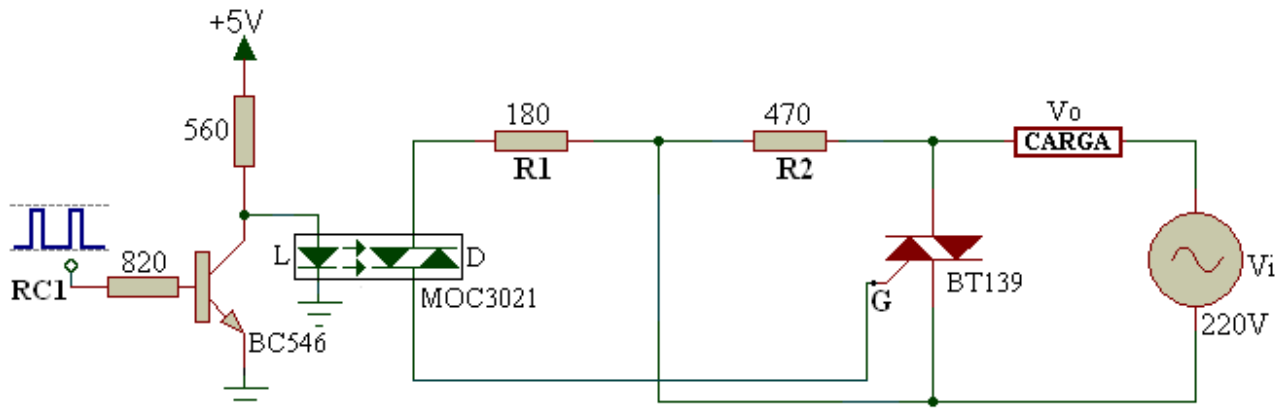 +5V
560
180
R1
470
R2
Vo
CARGA
RC1
820
BC546
L
D
MOC3021
G
BT139
Vi
220V